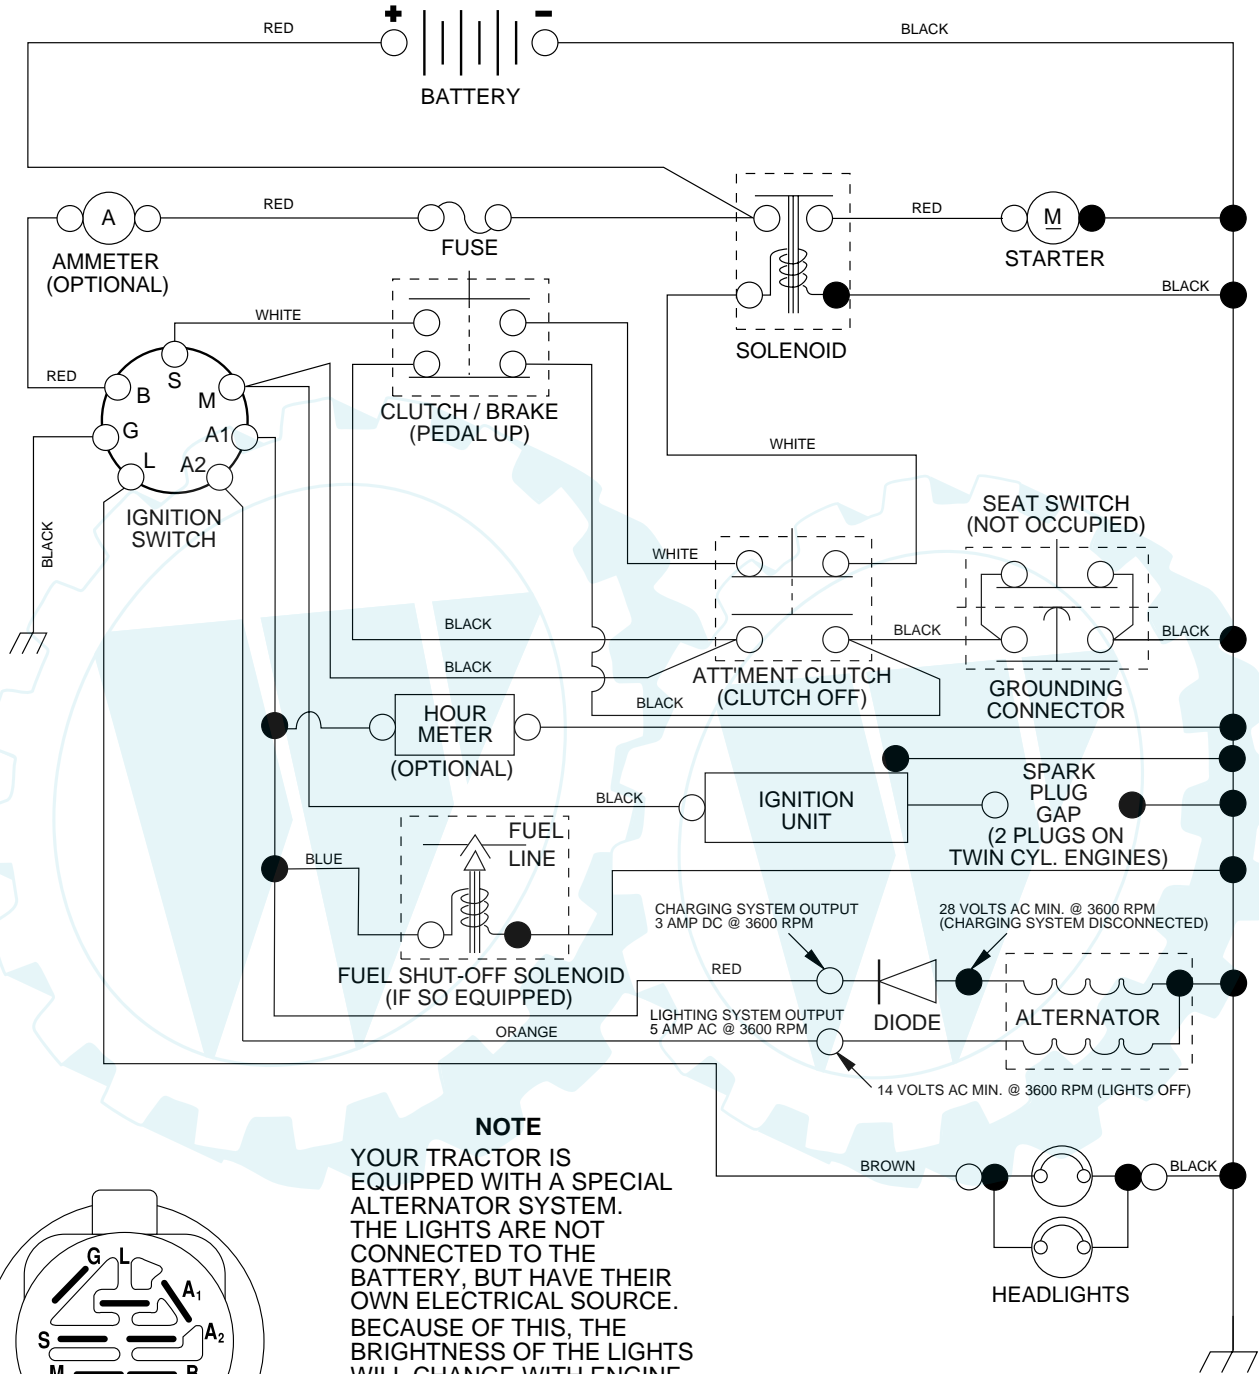 + −
RED
BLACK
BATTERY
A
RED
FUSE
RED
M
STARTER
AMMETER
(OPTIONAL)
BLACK
SOLENOID
WHITE
RED
S
B
M
G
A1
L
A2
IGNITION
SWITCH
CLUTCH / BRAKE
(PEDAL UP)
WHITE
BLACK
SEAT SWITCH
(NOT OCCUPIED)
WHITE
BLACK
BLACK
BLACK
BLACK
ATT'MENT CLUTCH
(CLUTCH OFF)
BLACK
GROUNDING
CONNECTOR
HOUR
METER
(OPTIONAL)
BLACK
IGNITION
UNIT
SPARK
PLUG
GAP
(2 PLUGS ON
TWIN CYL. ENGINES)
BLUE
FUEL
LINE
FUEL SHUT-OFF SOLENOID
(IF SO EQUIPPED)
CHARGING SYSTEM OUTPUT
3 AMP DC @ 3600 RPM
28 VOLTS AC MIN. @ 3600 RPM
(CHARGING SYSTEM DISCONNECTED)
RED
LIGHTING SYSTEM OUTPUT
5 AMP AC @ 3600 RPM
DIODE
ALTERNATOR
ORANGE
14 VOLTS AC MIN. @ 3600 RPM (LIGHTS OFF)
NOTE
YOUR TRACTOR IS
EQUIPPED WITH A SPECIAL
ALTERNATOR SYSTEM.
THE LIGHTS ARE NOT
CONNECTED TO THE
BATTERY, BUT HAVE THEIR
OWN ELECTRICAL SOURCE.
BECAUSE OF THIS, THE
BRIGHTNESS OF THE LIGHTS
WILL CHANGE WITH ENGINE
BROWN
BLACK
HEADLIGHTS
G L
A1
S
A2
M
B